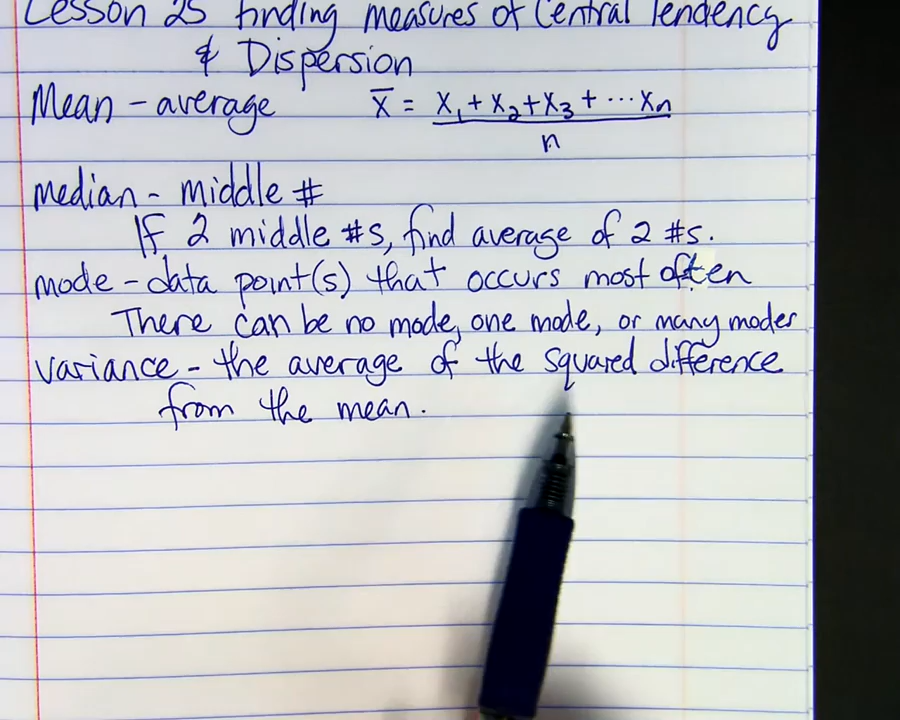 Lesson 25 finding measures of Central Tendency
& Dispersion
Mean - average x̄ = x₁ + x₂ + x₃ + ... xₙ
n
median - middle #
If 2 middle #s, find average of 2 #s.
mode - data point(s) that occurs most often
There can be no mode, one mode, or many modes
variance - the average of the squared difference
from the mean.